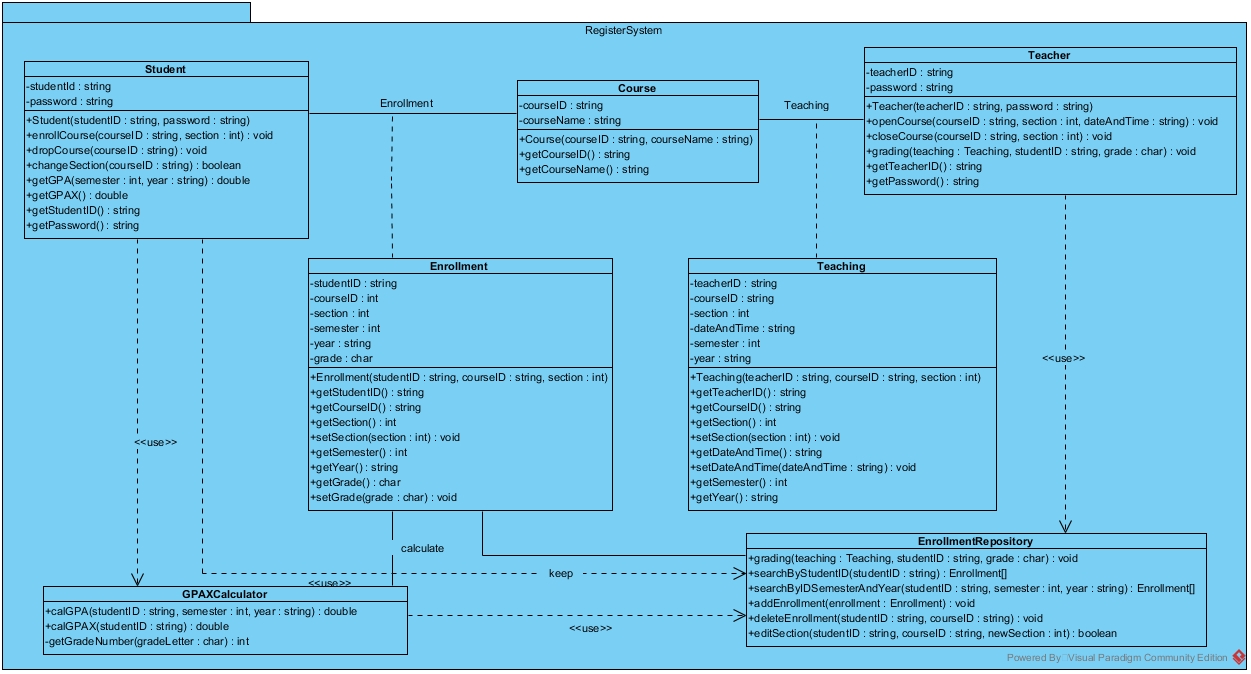 RegisterSystem
Student
-studentId : string
-password : string
+Student(studentID : string, password : string)
+enrollCourse(courseID : string, section : int) : void
+dropCourse(courseID : string) : void
+changeSection(courseID : string) : boolean
+getGPA(semester : int, year : string) : double
+getGPAX() : double
+getStudentID() : string
+getPassword() : string
Enrollment
Course
-courseID : string
-courseName : string
+Course(courseID : string, courseName : string)
+getCourseID() : string
+getCourseName() : string
Teaching
Teacher
-teacherID : string
-password : string
+Teacher(teacherID : string, password : string)
+openCourse(courseID : string, section : int, dateAndTime : string) : void
+closeCourse(courseID : string, section : int) : void
+grading(teaching : Teaching, studentID : string, grade : char) : void
+getTeacherID() : string
+getPassword() : string
Enrollment
-studentID : string
-courseID : int
-section : int
-semester : int
-year : string
-grade : char
+Enrollment(studentID : string, courseID : string, section : int)
+getStudentID() : string
+getCourseID() : string
+getSection() : int
+setSection(section : int) : void
+getSemester() : int
+getYear() : string
+getGrade() : char
+setGrade(grade : char) : void
Teaching
-teacherID : string
-courseID : string
-section : int
-dateAndTime : string
-semester : int
-year : string
+Teaching(teacherID : string, courseID : string, section : int)
+getTeacherID() : string
+getCourseID() : string
+getSection() : int
+setSection(section : int) : void
+getDateAndTime() : string
+setDateAndTime(dateAndTime : string) : void
+getSemester() : int
+getYear() : string
<<use>>
<<use>>
calculate
keep
<<use>>
<<use>>
GPAXCalculator
+calGPA(studentID : string, semester : int, year : string) : double
+calGPAX(studentID : string) : double
-getGradeNumber(gradeLetter : char) : int
EnrollmentRepository
+grading(teaching : Teaching, studentID : string, grade : char) : void
+searchByStudentID(studentID : string) : Enrollment[]
+searchByIDSemesterAndYear(studentID : string, semester : int, year : string) : Enrollment[]
+addEnrollment(enrollment : Enrollment) : void
+deleteEnrollment(studentID : string, courseID : string) : void
+editSection(studentID : string, courseID : string, newSection : int) : boolean
Powered By Visual Paradigm Community Edition